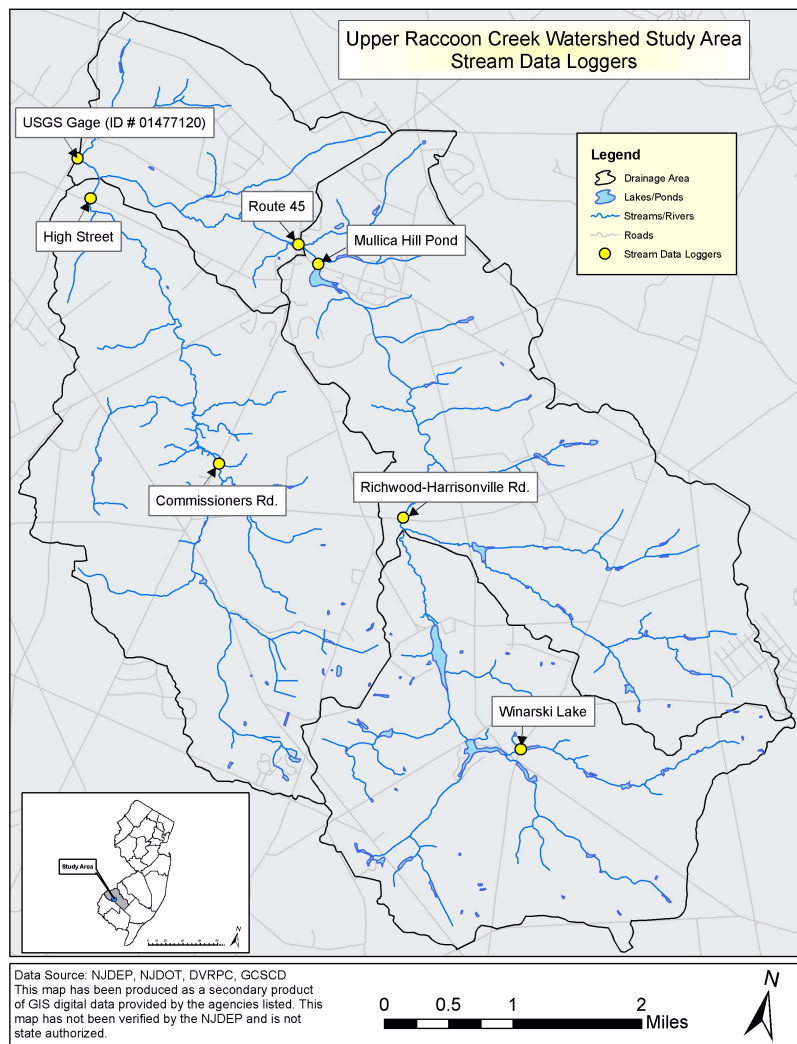 Upper Raccoon Creek Watershed Study Area
Stream Data Loggers
USGS Gage (ID # 01477120)
High Street
Route 45
Mullica Hill Pond
Legend
Drainage Area
Lakes/Ponds
Streams/Rivers
Roads
Stream Data Loggers
Commissioners Rd.
Richwood-Harrisonville Rd.
Winarski Lake
Study Area
N
Data Source: NJDEP, NJDOT, DVRPC, GCSCD
This map has been produced as a secondary product
of GIS digital data provided by the agencies listed. This
map has not been verified by the NJDEP and is not
state authorized.
0 0.5 1 2
Miles
N